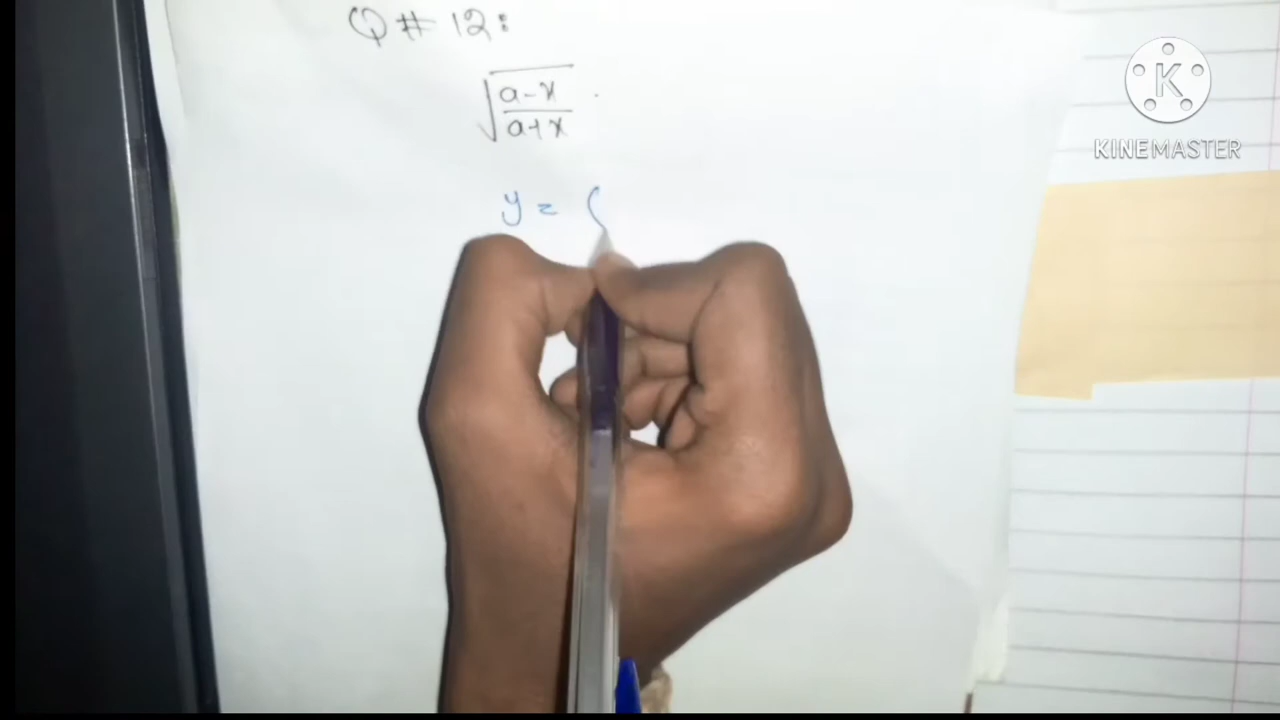 Q # 12:
√(a-x / a+x)
y = (
K
KINEMASTER